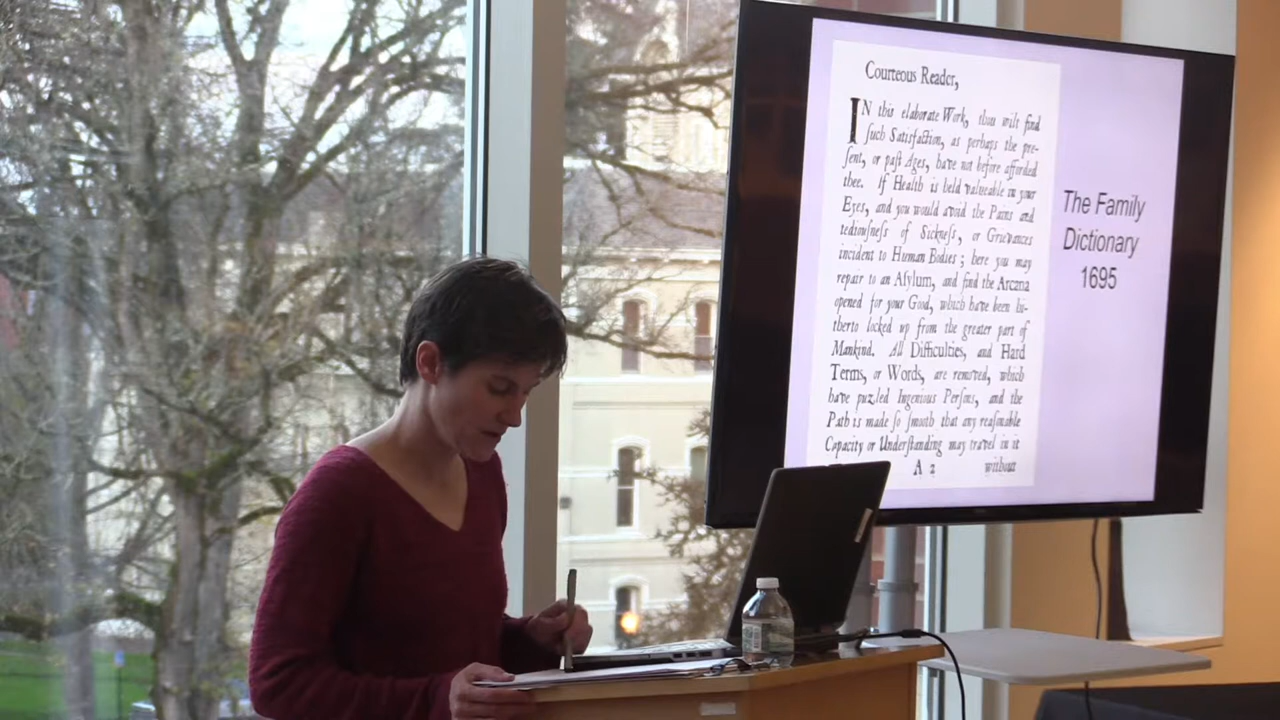 Courteous Reader,
IN this elaborate Work, thou wilt find
ſuch Satisfaction, as perhaps the pre-
ſent, or paſt Ages, have not before afforded
thee. If Health is held valueable in your
Eyes, and you would avoid the Pains and
tediouſneſs of Sickneſs, or Grievances
incident to Human Bodies; here you may
repair to an Aſylum, and find the Arcana
opened for your Good, which have been hi-
therto locked up from the greater part of
Mankind. All Difficulties, and Hard
Terms, or Words, are removed, which
have puzled Ingenious Perſons, and the
Path is made ſo ſmooth that any reaſonable
Capacity or Underſtanding may travel in it
A 2 without
The Family
Dictionary
1695